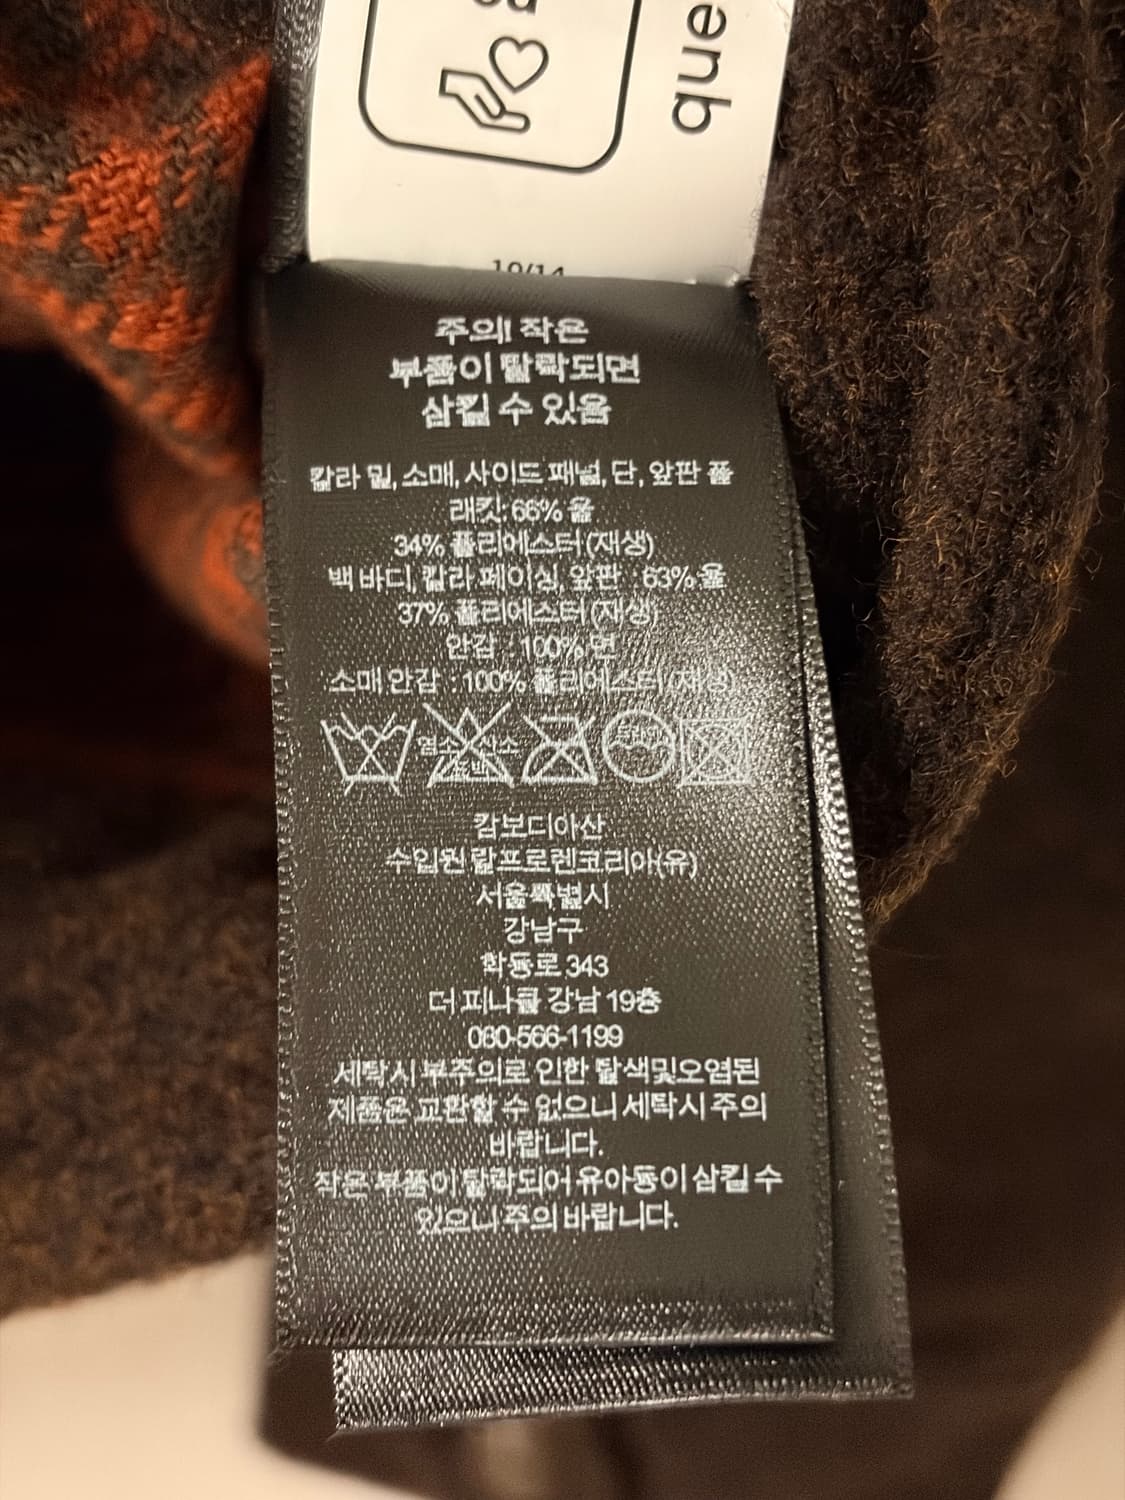 que
10/14
주의! 작은
부품이 탈락되면
삼킬 수 있음
칼라 밑, 소매, 사이드 패널, 단, 앞판 플
래킷: 66% 울
34% 폴리에스터 (재생)
백 바디, 칼라 페이싱, 앞판 : 63% 울
37% 폴리에스터 (재생)
안감 : 100% 면
소매 안감 : 100% 폴리에스터 (재생)
염소 산소
표백
캄보디아산
수입원 랄프로렌코리아(유)
서울특별시
강남구
학동로 343
더 피나클 강남 19층
080-566-1199
세탁시 부주의로 인한 탈색및오염된
제품은 교환할 수 없으니 세탁시 주의
바랍니다.
작은 부품이 탈락되어 유아동이 삼킬 수
있으니 주의 바랍니다.